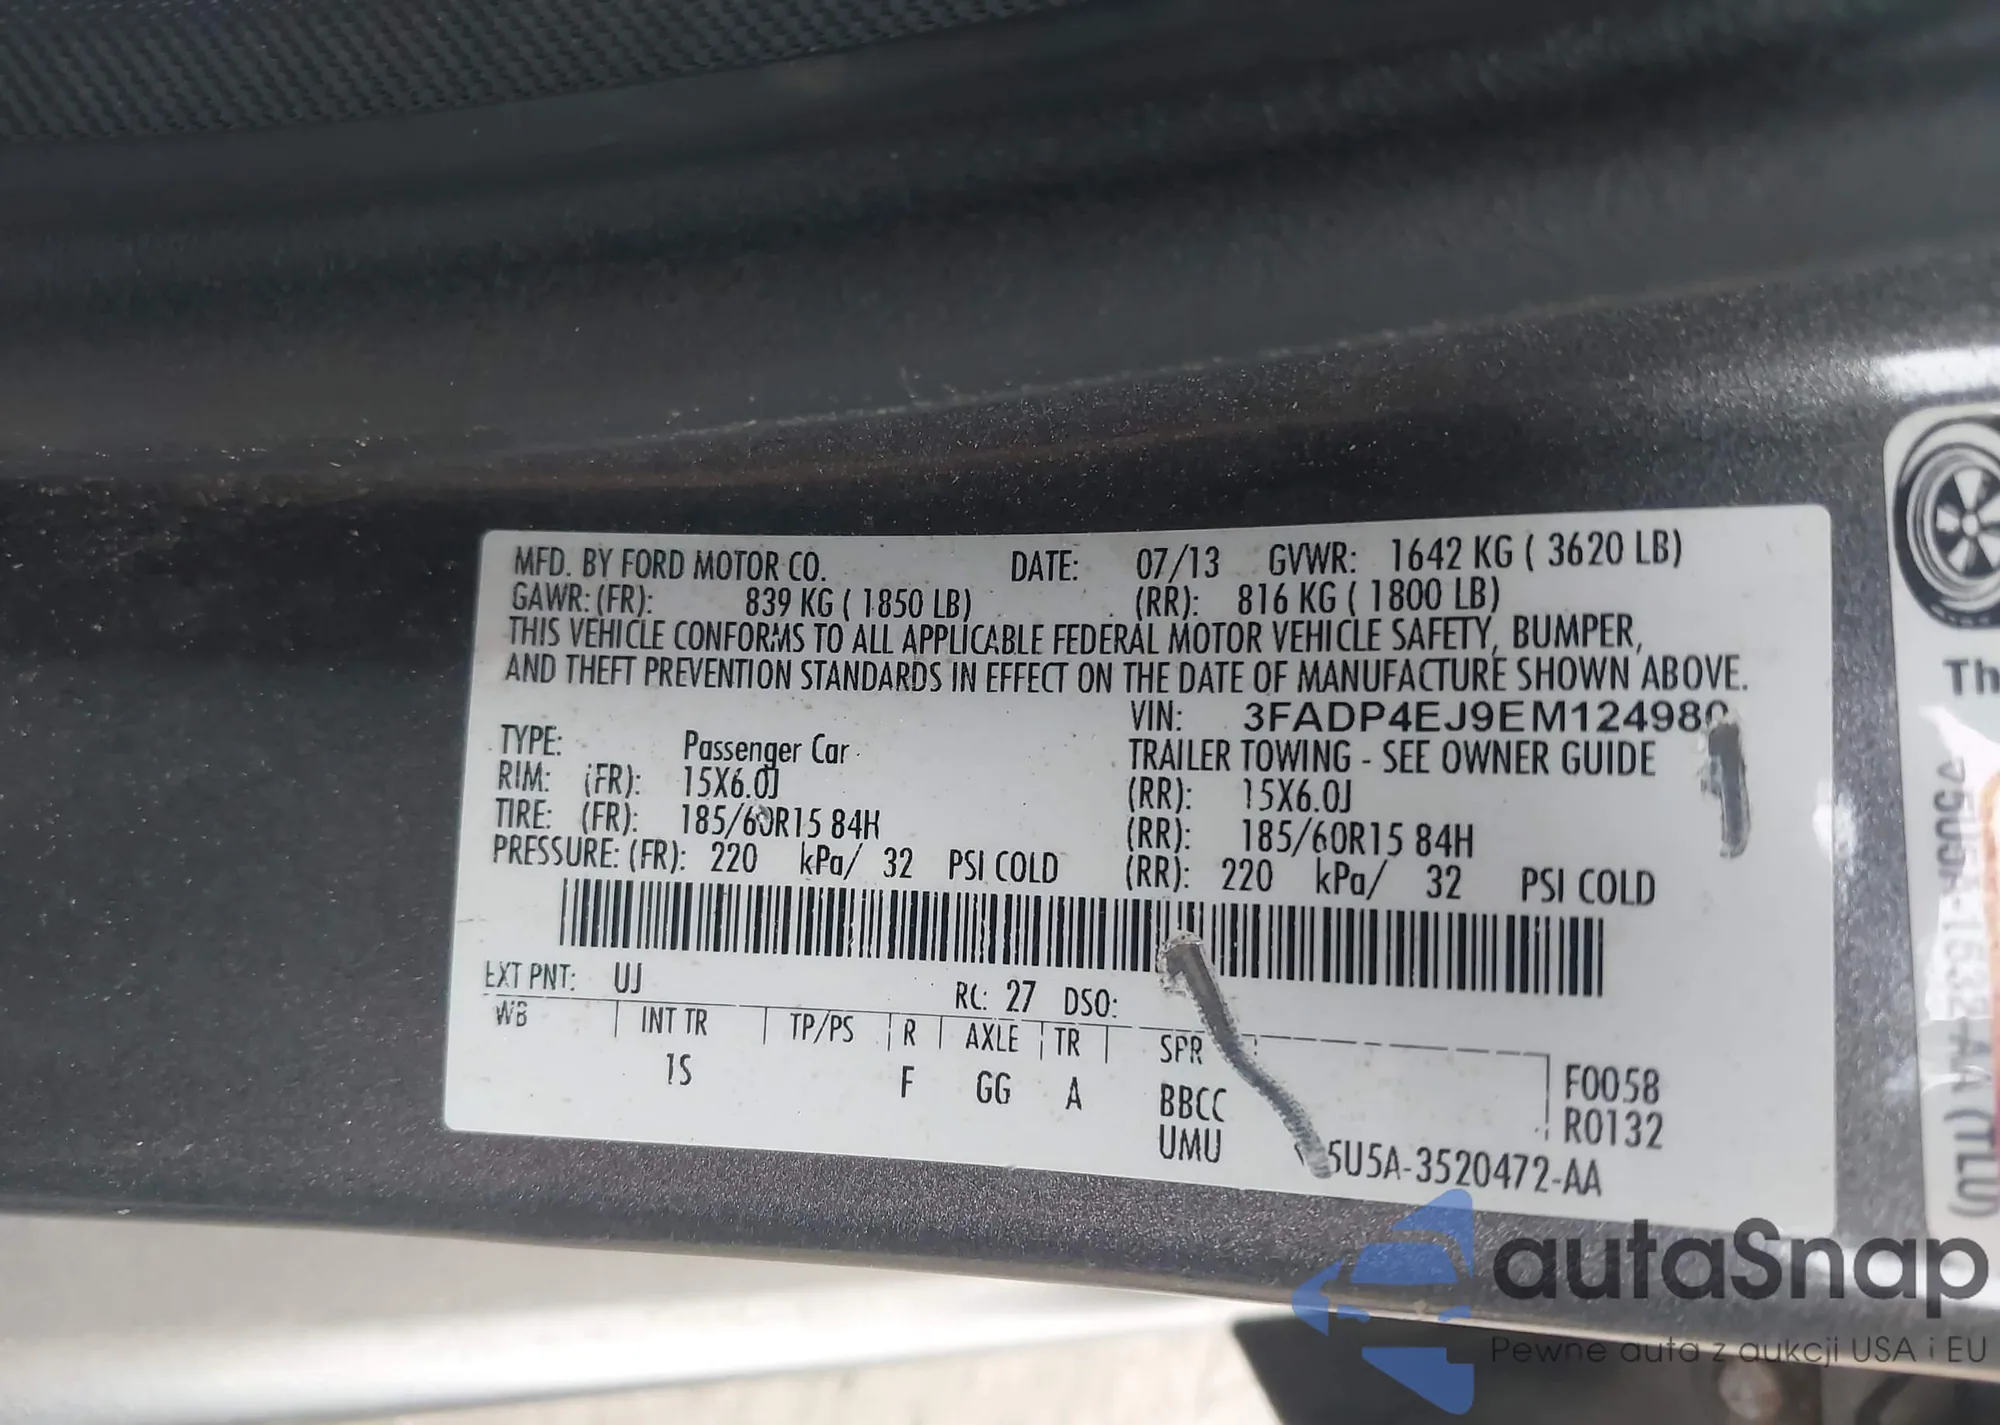 MFD. BY FORD MOTOR CO. DATE: 07/13 GVWR: 1642 KG ( 3620 LB)
GAWR: (FR): 839 KG ( 1850 LB) (RR): 816 KG ( 1800 LB)
THIS VEHICLE CONFORMS TO ALL APPLICABLE FEDERAL MOTOR VEHICLE SAFETY, BUMPER,
AND THEFT PREVENTION STANDARDS IN EFFECT ON THE DATE OF MANUFACTURE SHOWN ABOVE.
VIN:
TYPE: Passenger Car TRAILER TOWING - SEE OWNER GUIDE
RIM: (FR): 15X6.0J (RR): 15X6.0J
TIRE: (FR): 185/60R15 84H (RR): 185/60R15 84H
PRESSURE: (FR): 220 kPa/ 32 PSI COLD (RR): 220 kPa/ 32 PSI COLD
EXT PNT: UJ RC: 27 DSO:
WB INT TR TP/PS R AXLE TR SPR
1S F GG A BBCC F0058
UMU R0132
5U5A-3520472-AA
Th
(TLU)
autaSnap
Pewne auta z aukcji USA i EU